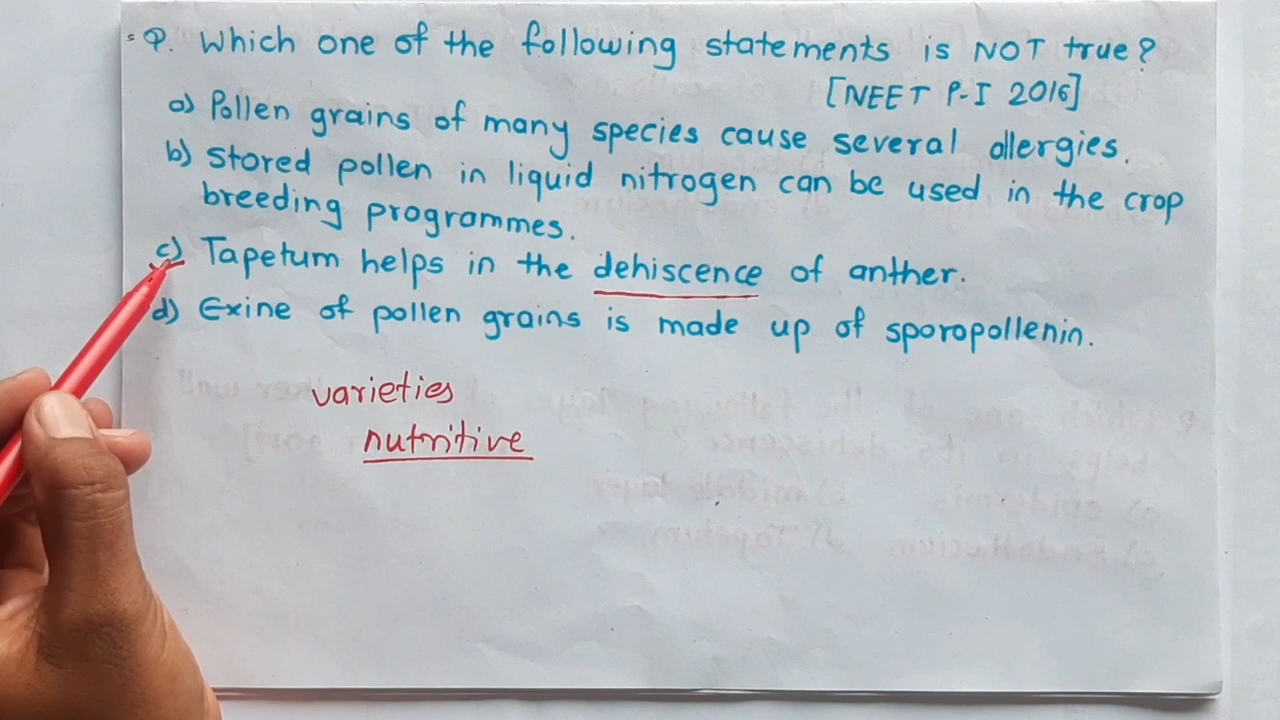 Q. Which one of the following statements is NOT true?
[NEET P-I 2016]
a) Pollen grains of many species cause several allergies.
b) stored pollen in liquid nitrogen can be used in the crop
breeding programmes.
c) Tapetum helps in the dehiscence of anther.
d) Exine of pollen grains is made up of sporopollenin.
varieties
nutritive